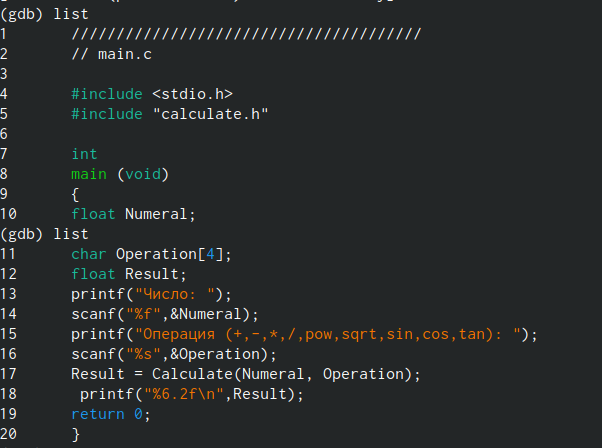 (gdb) list
1 ////////////////////////////////////////
2 // main.c
3
4 #include <stdio.h>
5 #include "calculate.h"
6
7 int
8 main (void)
9 {
10 float Numeral;
(gdb) list
11 char Operation[4];
12 float Result;
13 printf("Число: ");
14 scanf("%f",&Numeral);
15 printf("Операция (+,-,*,/,pow,sqrt,sin,cos,tan): ");
16 scanf("%s",&Operation);
17 Result = Calculate(Numeral, Operation);
18  printf("%6.2f\n",Result);
19 return 0;
20 }